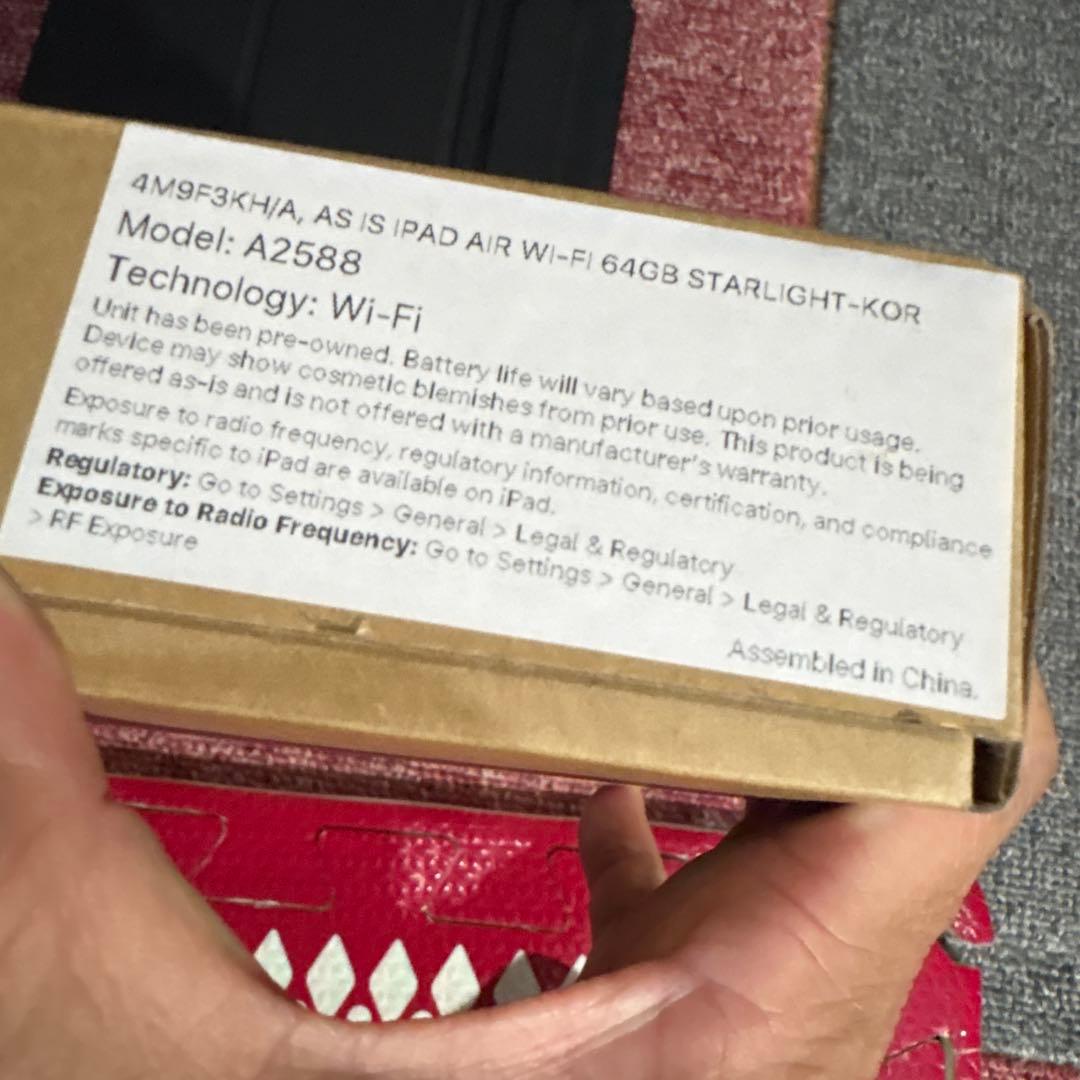 4M9F3KH/A, AS IS IPAD AIR WI-FI 64GB STARLIGHT-KOR
Model: A2588
Technology: Wi-Fi
Unit has been pre-owned. Battery life will vary based upon prior usage.
Device may show cosmetic blemishes from prior use. This product is being
offered as-is and is not offered with a manufacturer's warranty.
Exposure to radio frequency, regulatory information, certification, and compliance
marks specific to iPad are available on iPad.
Regulatory: Go to Settings > General > Legal & Regulatory
Exposure to Radio Frequency: Go to Settings > General > Legal & Regulatory
> RF Exposure
Assembled in China.